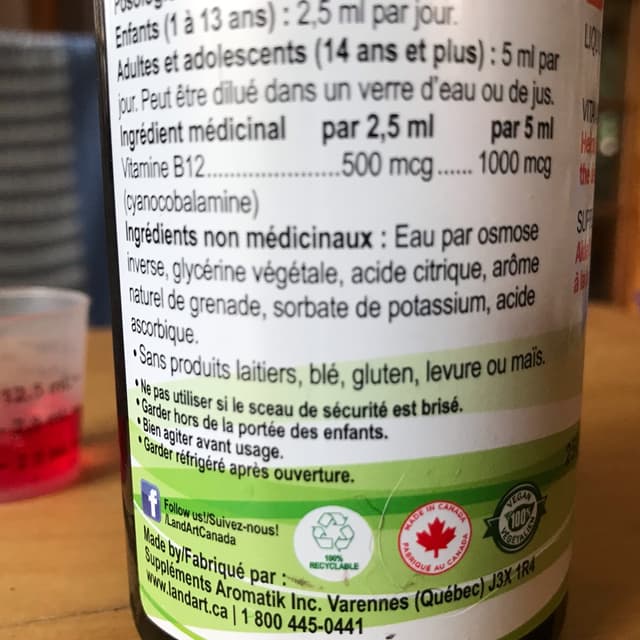 Enfants (1 à 13 ans) : 2,5 ml par jour.
Adultes et adolescents (14 ans et plus) : 5 ml par
jour. Peut être dilué dans un verre d'eau ou de jus.
Ingrédient médicinal par 2,5 ml par 5 ml
Vitamine B12.....................500 mcg...... 1000 mcg
(cyanocobalamine)
Ingrédients non médicinaux : Eau par osmose
inverse, glycérine végétale, acide citrique, arôme
naturel de grenade, sorbate de potassium, acide
ascorbique.
• Sans produits laitiers, blé, gluten, levure ou maïs.
• Ne pas utiliser si le sceau de sécurité est brisé.
• Garder hors de la portée des enfants.
• Bien agiter avant usage.
• Garder réfrigéré après ouverture.
f
Follow us!/Suivez-nous!
/LandArtCanada
100%
RECYCLABLE
MADE IN CANADA
FABRIQUÉ AU CANADA
VEGAN
100%
VÉGÉTALIEN
Made by/Fabriqué par :
Suppléments Aromatik Inc. Varennes (Québec) J3X 1R4
www.landart.ca | 1 800 445-0441
12,5 ml